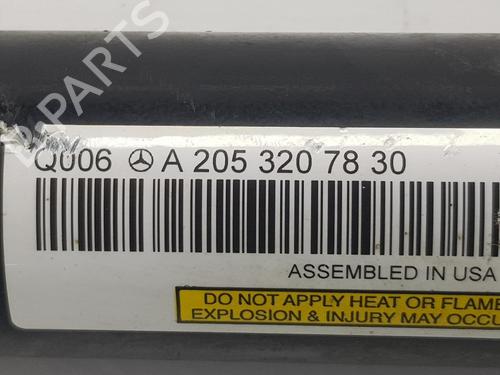 B-Parts
Q006 A 205 320 78 30
ASSEMBLED IN USA
DO NOT APPLY HEAT OR FLAME
EXPLOSION & INJURY MAY OCCU